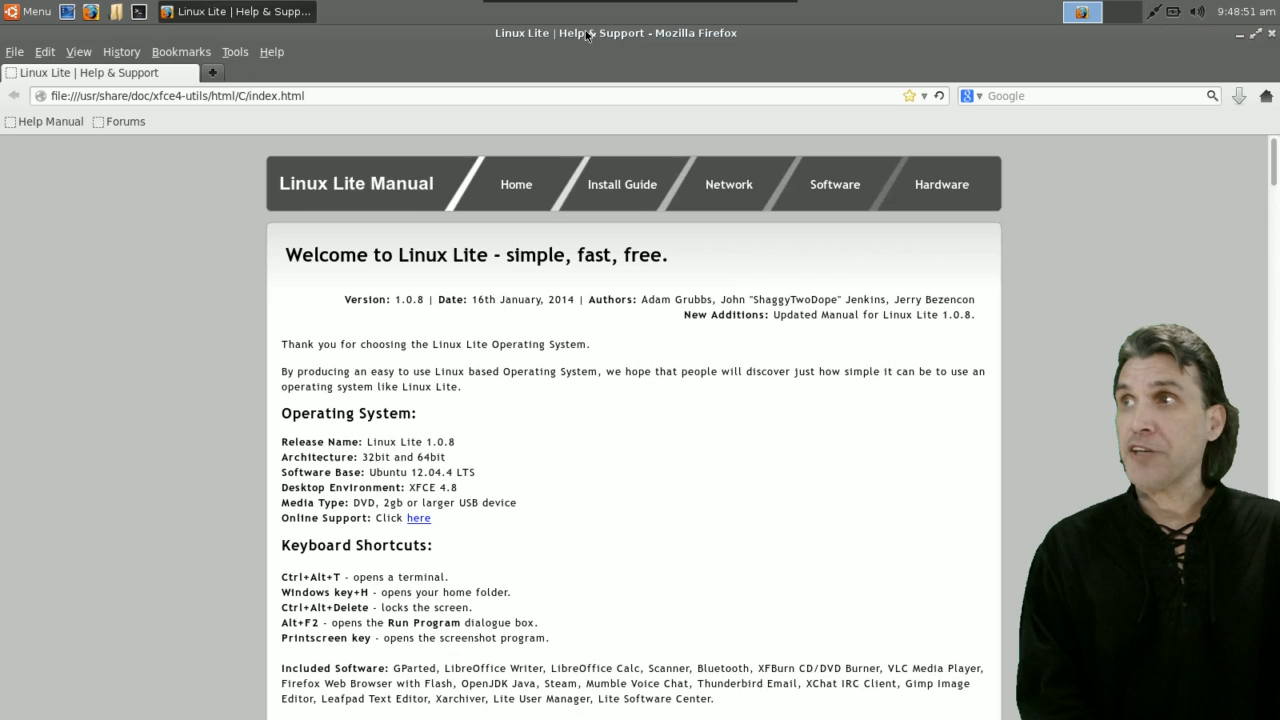 Menu
Linux Lite | Help & Supp...
9:48:51 am
Linux Lite | Help & Support - Mozilla Firefox
File Edit View History Bookmarks Tools Help
Linux Lite | Help & Support
file:///usr/share/doc/xfce4-utils/html/C/index.html
Google
Help Manual Forums
Linux Lite Manual Home Install Guide Network Software Hardware
Welcome to Linux Lite - simple, fast, free.
Version: 1.0.8 | Date: 16th January, 2014 | Authors: Adam Grubbs, John "ShaggyTwoDope" Jenkins, Jerry Bezencon
New Additions: Updated Manual for Linux Lite 1.0.8.
Thank you for choosing the Linux Lite Operating System.
By producing an easy to use Linux based Operating System, we hope that people will discover just how simple it can be to use an
operating system like Linux Lite.
Operating System:
Release Name: Linux Lite 1.0.8
Architecture: 32bit and 64bit
Software Base: Ubuntu 12.04.4 LTS
Desktop Environment: XFCE 4.8
Media Type: DVD, 2gb or larger USB device
Online Support: Click here
Keyboard Shortcuts:
Ctrl+Alt+T - opens a terminal.
Windows key+H - opens your home folder.
Ctrl+Alt+Delete - locks the screen.
Alt+F2 - opens the Run Program dialogue box.
Printscreen key - opens the screenshot program.
Included Software: GParted, LibreOffice Writer, LibreOffice Calc, Scanner, Bluetooth, XFBurn CD/DVD Burner, VLC Media Player,
Firefox Web Browser with Flash, OpenJDK Java, Steam, Mumble Voice Chat, Thunderbird Email, XChat IRC Client, Gimp Image
Editor, Leafpad Text Editor, Xarchiver, Lite User Manager, Lite Software Center.